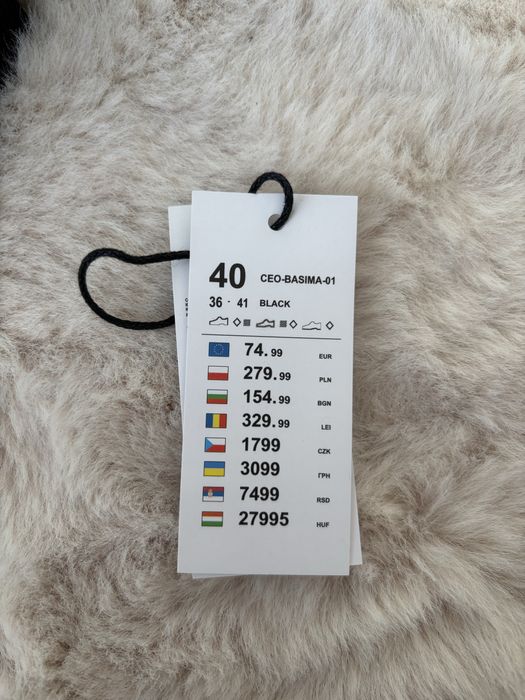 40 CEO-BASIMA-01
36 - 41 BLACK
74.99 EUR
279.99 PLN
154.99 BGN
329.99 LEI
1799 CZK
3099 ГРН
7499 RSD
27995 HUF